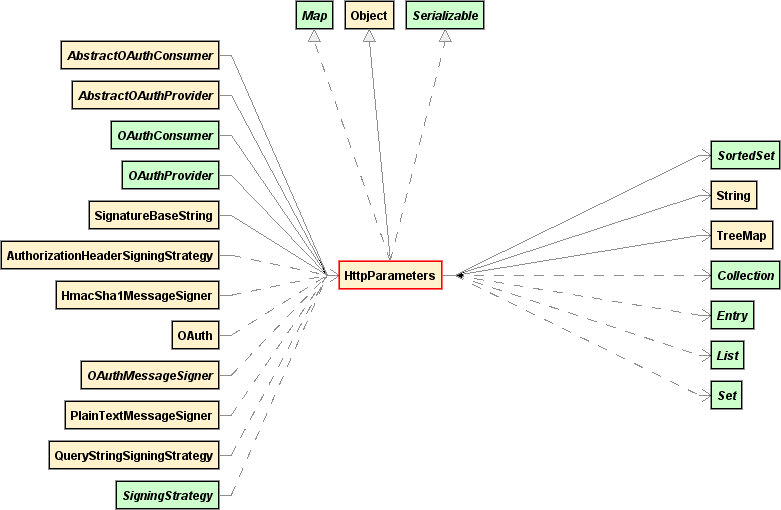 Map
Object
Serializable
AbstractOAuthConsumer
AbstractOAuthProvider
OAuthConsumer
OAuthProvider
SignatureBaseString
AuthorizationHeaderSigningStrategy
HmacSha1MessageSigner
OAuth
OAuthMessageSigner
PlainTextMessageSigner
QueryStringSigningStrategy
SigningStrategy
HttpParameters
SortedSet
String
TreeMap
Collection
Entry
List
Set